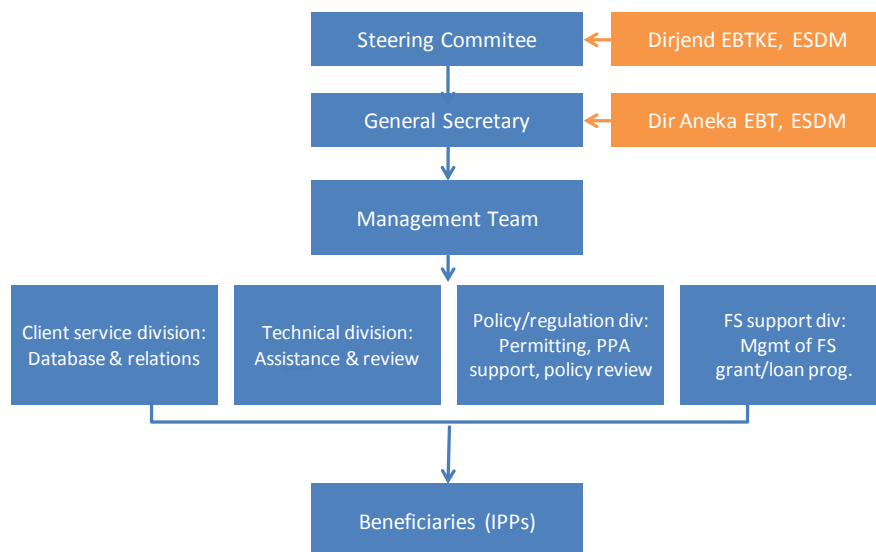 Steering Commitee
Dirjend EBTKE, ESDM
General Secretary
Dir Aneka EBT, ESDM
Management Team
Client service division:
Database & relations
Technical division:
Assistance & review
Policy/regulation div:
Permitting, PPA
support, policy review
FS support div:
Mgmt of FS
grant/loan prog.
Beneficiaries (IPPs)